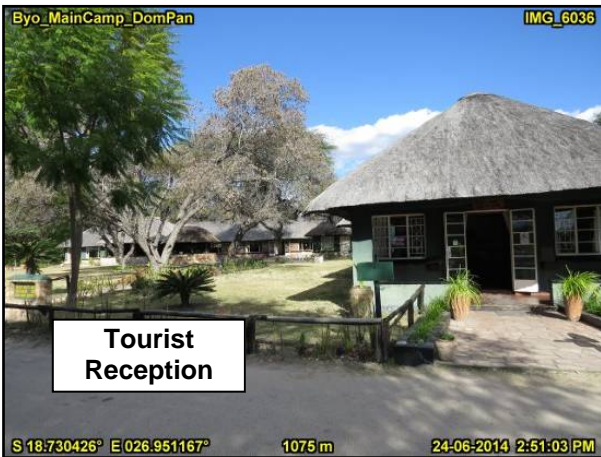 Byo_MainCamp_DomPan
IMG_6036
Tourist
Reception
S 18.730426° E 026.951167°
1075 m
24-06-2014 2:51:03 PM